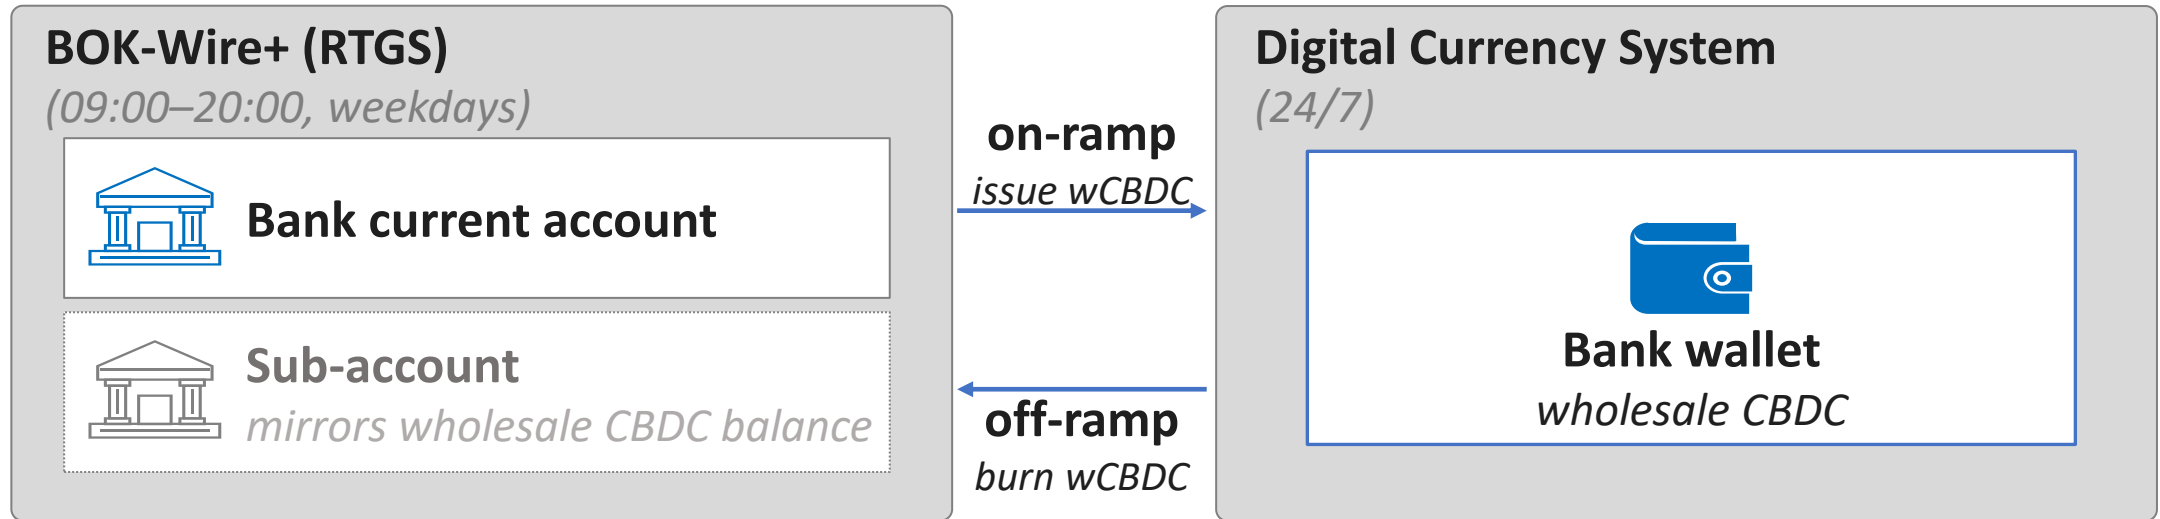 BOK-Wire+ (RTGS)
(09:00–20:00, weekdays)
Bank current account
Sub-account
mirrors wholesale CBDC balance
on-ramp
issue wCBDC
off-ramp
burn wCBDC
Digital Currency System
(24/7)
Bank wallet
wholesale CBDC